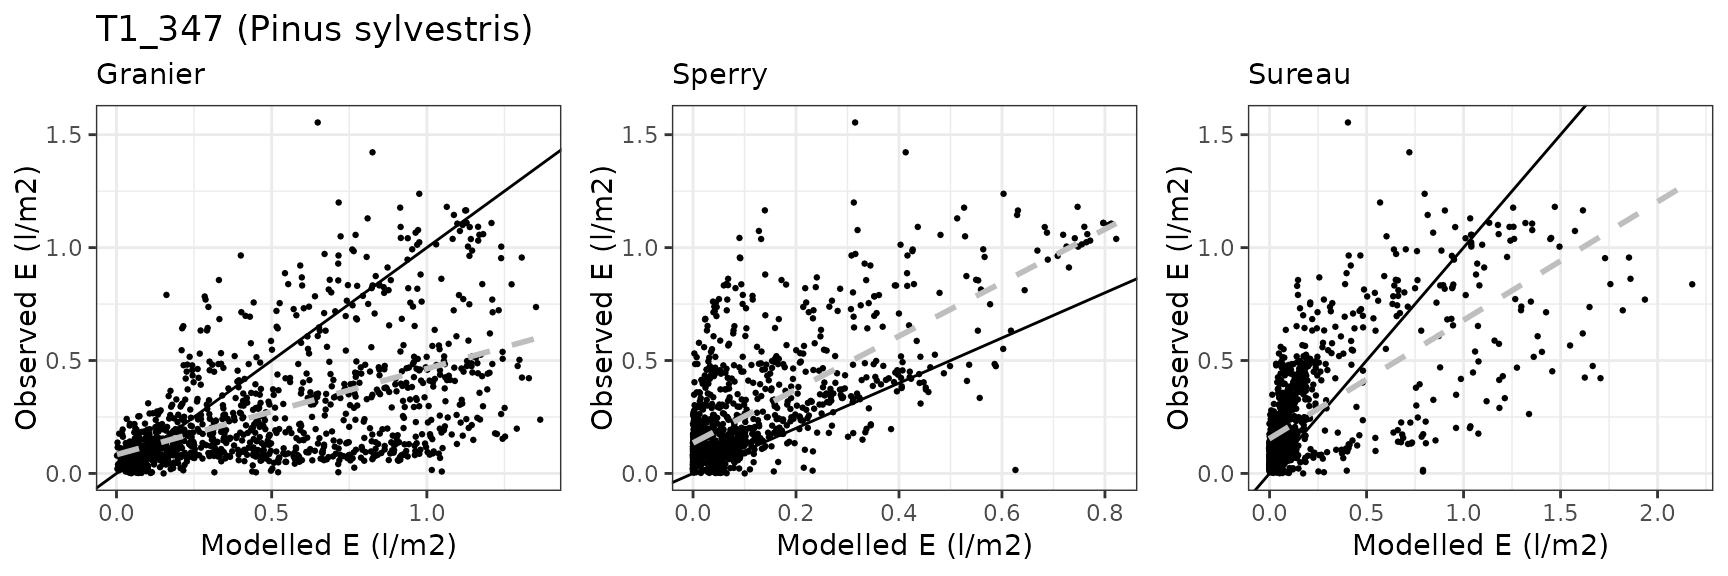 T1_347 (Pinus sylvestris)
Granier
Observed E (l/m2)
1.5
1.0
0.5
0.0
0.0 0.5 1.0
Modelled E (l/m2)
Sperry
Observed E (l/m2)
1.5
1.0
0.5
0.0
0.0 0.2 0.4 0.6 0.8
Modelled E (l/m2)
Sureau
Observed E (l/m2)
1.5
1.0
0.5
0.0
0.0 0.5 1.0 1.5 2.0
Modelled E (l/m2)